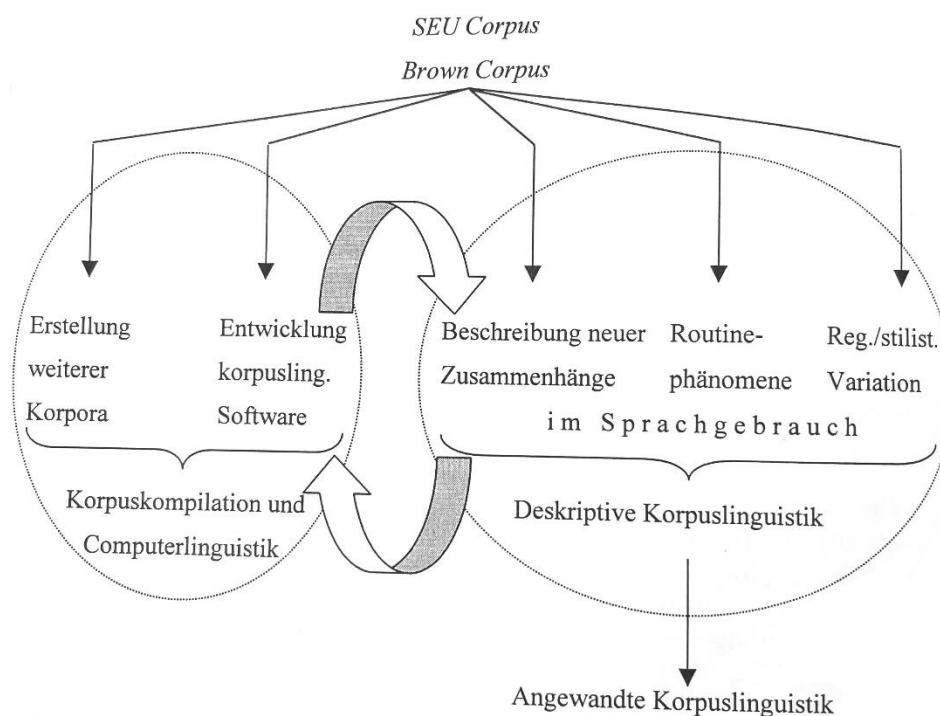 SEU Corpus
Brown Corpus
Erstellung
weiterer
Korpora
Entwicklung
korpusling.
Software
Korpuskompilation und
Computerlinguistik
Beschreibung neuer
Zusammenhänge
Routine-
phänomene
Reg./stilist.
Variation
im Sprachgebrauch
Deskriptive Korpuslinguistik
Angewandte Korpuslinguistik